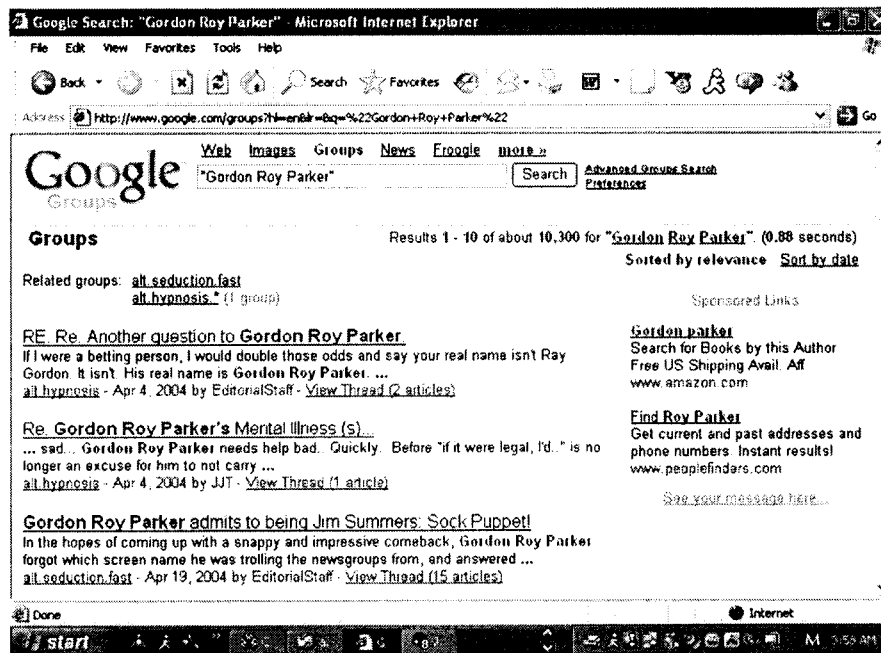 Google Search: "Gordon Roy Parker" - Microsoft Internet Explorer
File Edit View Favorites Tools Help
Back Search Favorites
Address http://www.google.com/groups?hl=en&lr=&q=%22Gordon+Roy+Parker%22 Go
Web Images Groups News Froogle more »
Google Groups
"Gordon Roy Parker" Search
Advanced Groups Search
Preferences
Groups Results 1 - 10 of about 10,300 for "Gordon Roy Parker". (0.88 seconds)
Sorted by relevance Sort by date
Related groups: alt.seduction.fast
alt.hypnosis.* (1 group)
RE. Re. Another question to Gordon Roy Parker.
If I were a betting person, I would double those odds and say your real name isn't Ray
Gordon. It isn't. His real name is Gordon Roy Parker. ...
alt.hypnosis - Apr 4, 2004 by EditorialStaff - View Thread (2 articles)
Re. Gordon Roy Parker's Mental Illness (s)...
... sad... Gordon Roy Parker needs help bad.. Quickly. Before "if it were legal, I'd.." is no
longer an excuse for him to not carry ...
alt.hypnosis - Apr 4, 2004 by JJT - View Thread (1 article)
Gordon Roy Parker admits to being Jim Summers: Sock Puppet!
In the hopes of coming up with a snappy and impressive comeback, Gordon Roy Parker
forgot which screen name he was trolling the newsgroups from, and answered ...
alt.seduction.fast - Apr 19, 2004 by EditorialStaff - View Thread (15 articles)
Sponsored Links
Gordon parker
Search for Books by this Author
Free US Shipping Avail. Aff
www.amazon.com
Find Roy Parker
Get current and past addresses and
phone numbers. Instant results!
www.peoplefinders.com
See your message here...
Done Internet
start M 3:55 AM